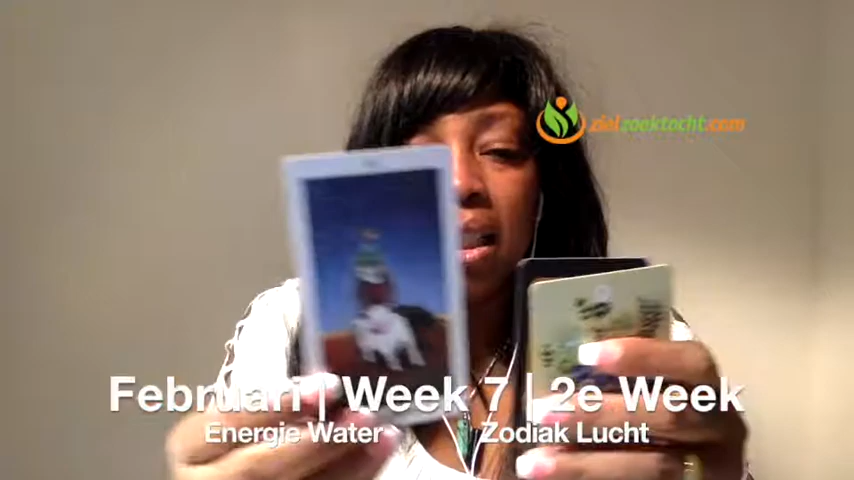 zielzoektocht.com
Februari | Week 7 | 2e Week
Energie Water
Zodiak Lucht